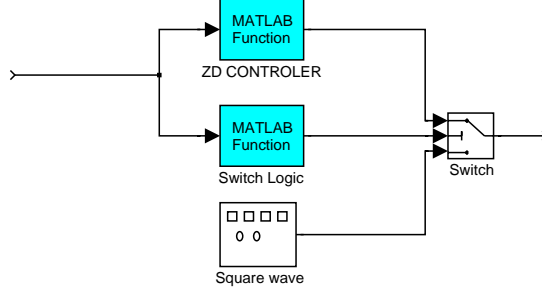 MATLAB
Function
ZD CONTROLER
MATLAB
Function
Switch Logic
Switch
Square wave